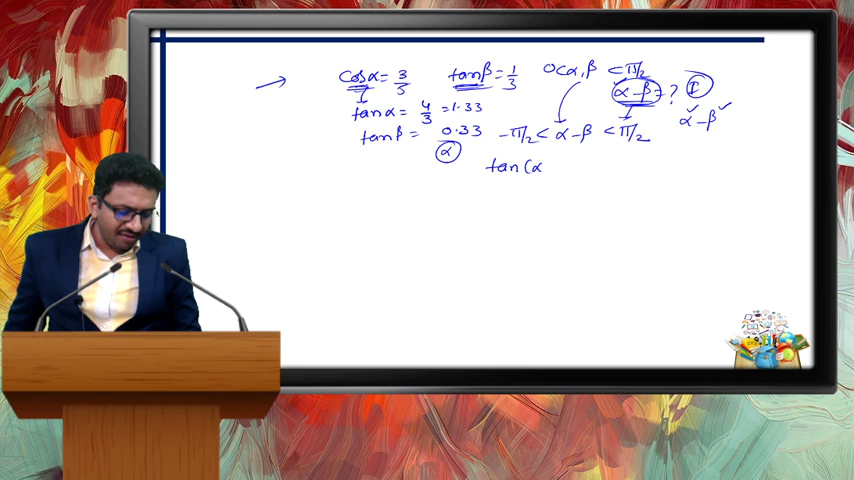 → cosα = 3/5 tanβ = 1/3 0<α,β <π/2
α-β = ? I
tanα = 4/3 = 1.33
α - β
tanβ = 0.33 -π/2 < α-β < π/2
α
tan(α